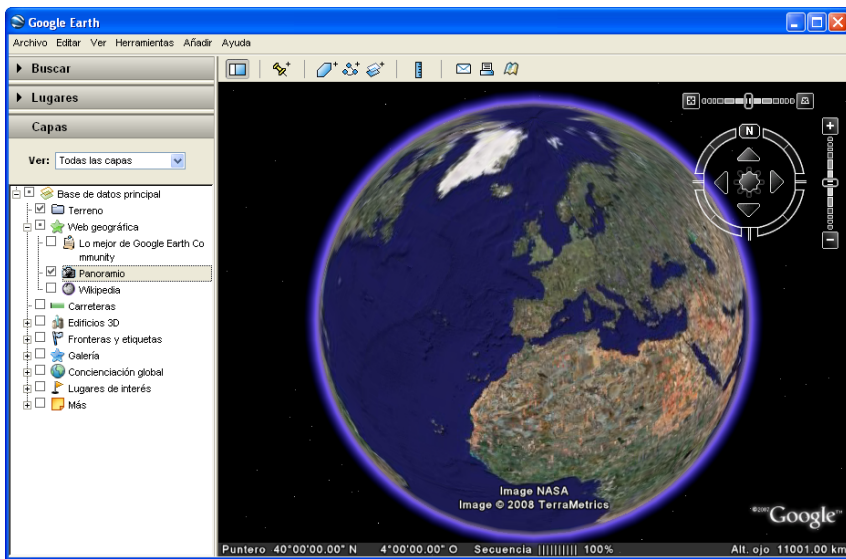 Google Earth
Archivo Editar Ver Herramientas Añadir Ayuda
Buscar
Lugares
Capas
Ver: Todas las capas
Base de datos principal
Terreno
Web geográfica
Lo mejor de Google Earth Co
mmunity
Panoramio
Wikipedia
Carreteras
Edificios 3D
Fronteras y etiquetas
Galería
Concienciación global
Lugares de interés
Más
N
Image NASA
Image © 2008 TerraMetrics
©2007 Google™
Puntero 40°00'00.00" N 4°00'00.00" O Secuencia |||||||||| 100% Alt. ojo 11001.00 km